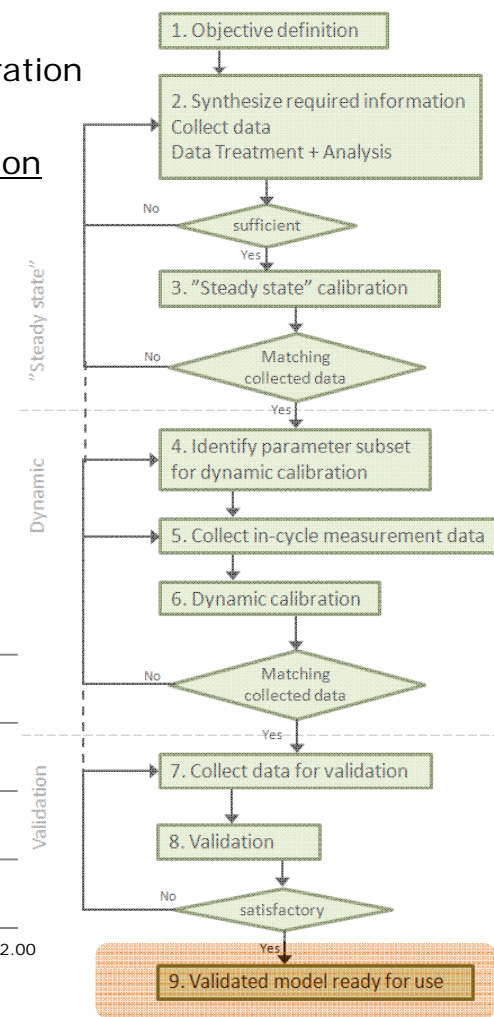 ration
on
1. Objective definition
2. Synthesize required information
Collect data
Data Treatment + Analysis
No
sufficient
Yes
3. ”Steady state” calibration
"Steady state"
No
Matching
collected data
Yes
4. Identify parameter subset
for dynamic calibration
Dynamic
5. Collect in-cycle measurement data
6. Dynamic calibration
No
Matching
collected data
Yes
7. Collect data for validation
Validation
8. Validation
No
satisfactory
2.00
Yes
9. Validated model ready for use